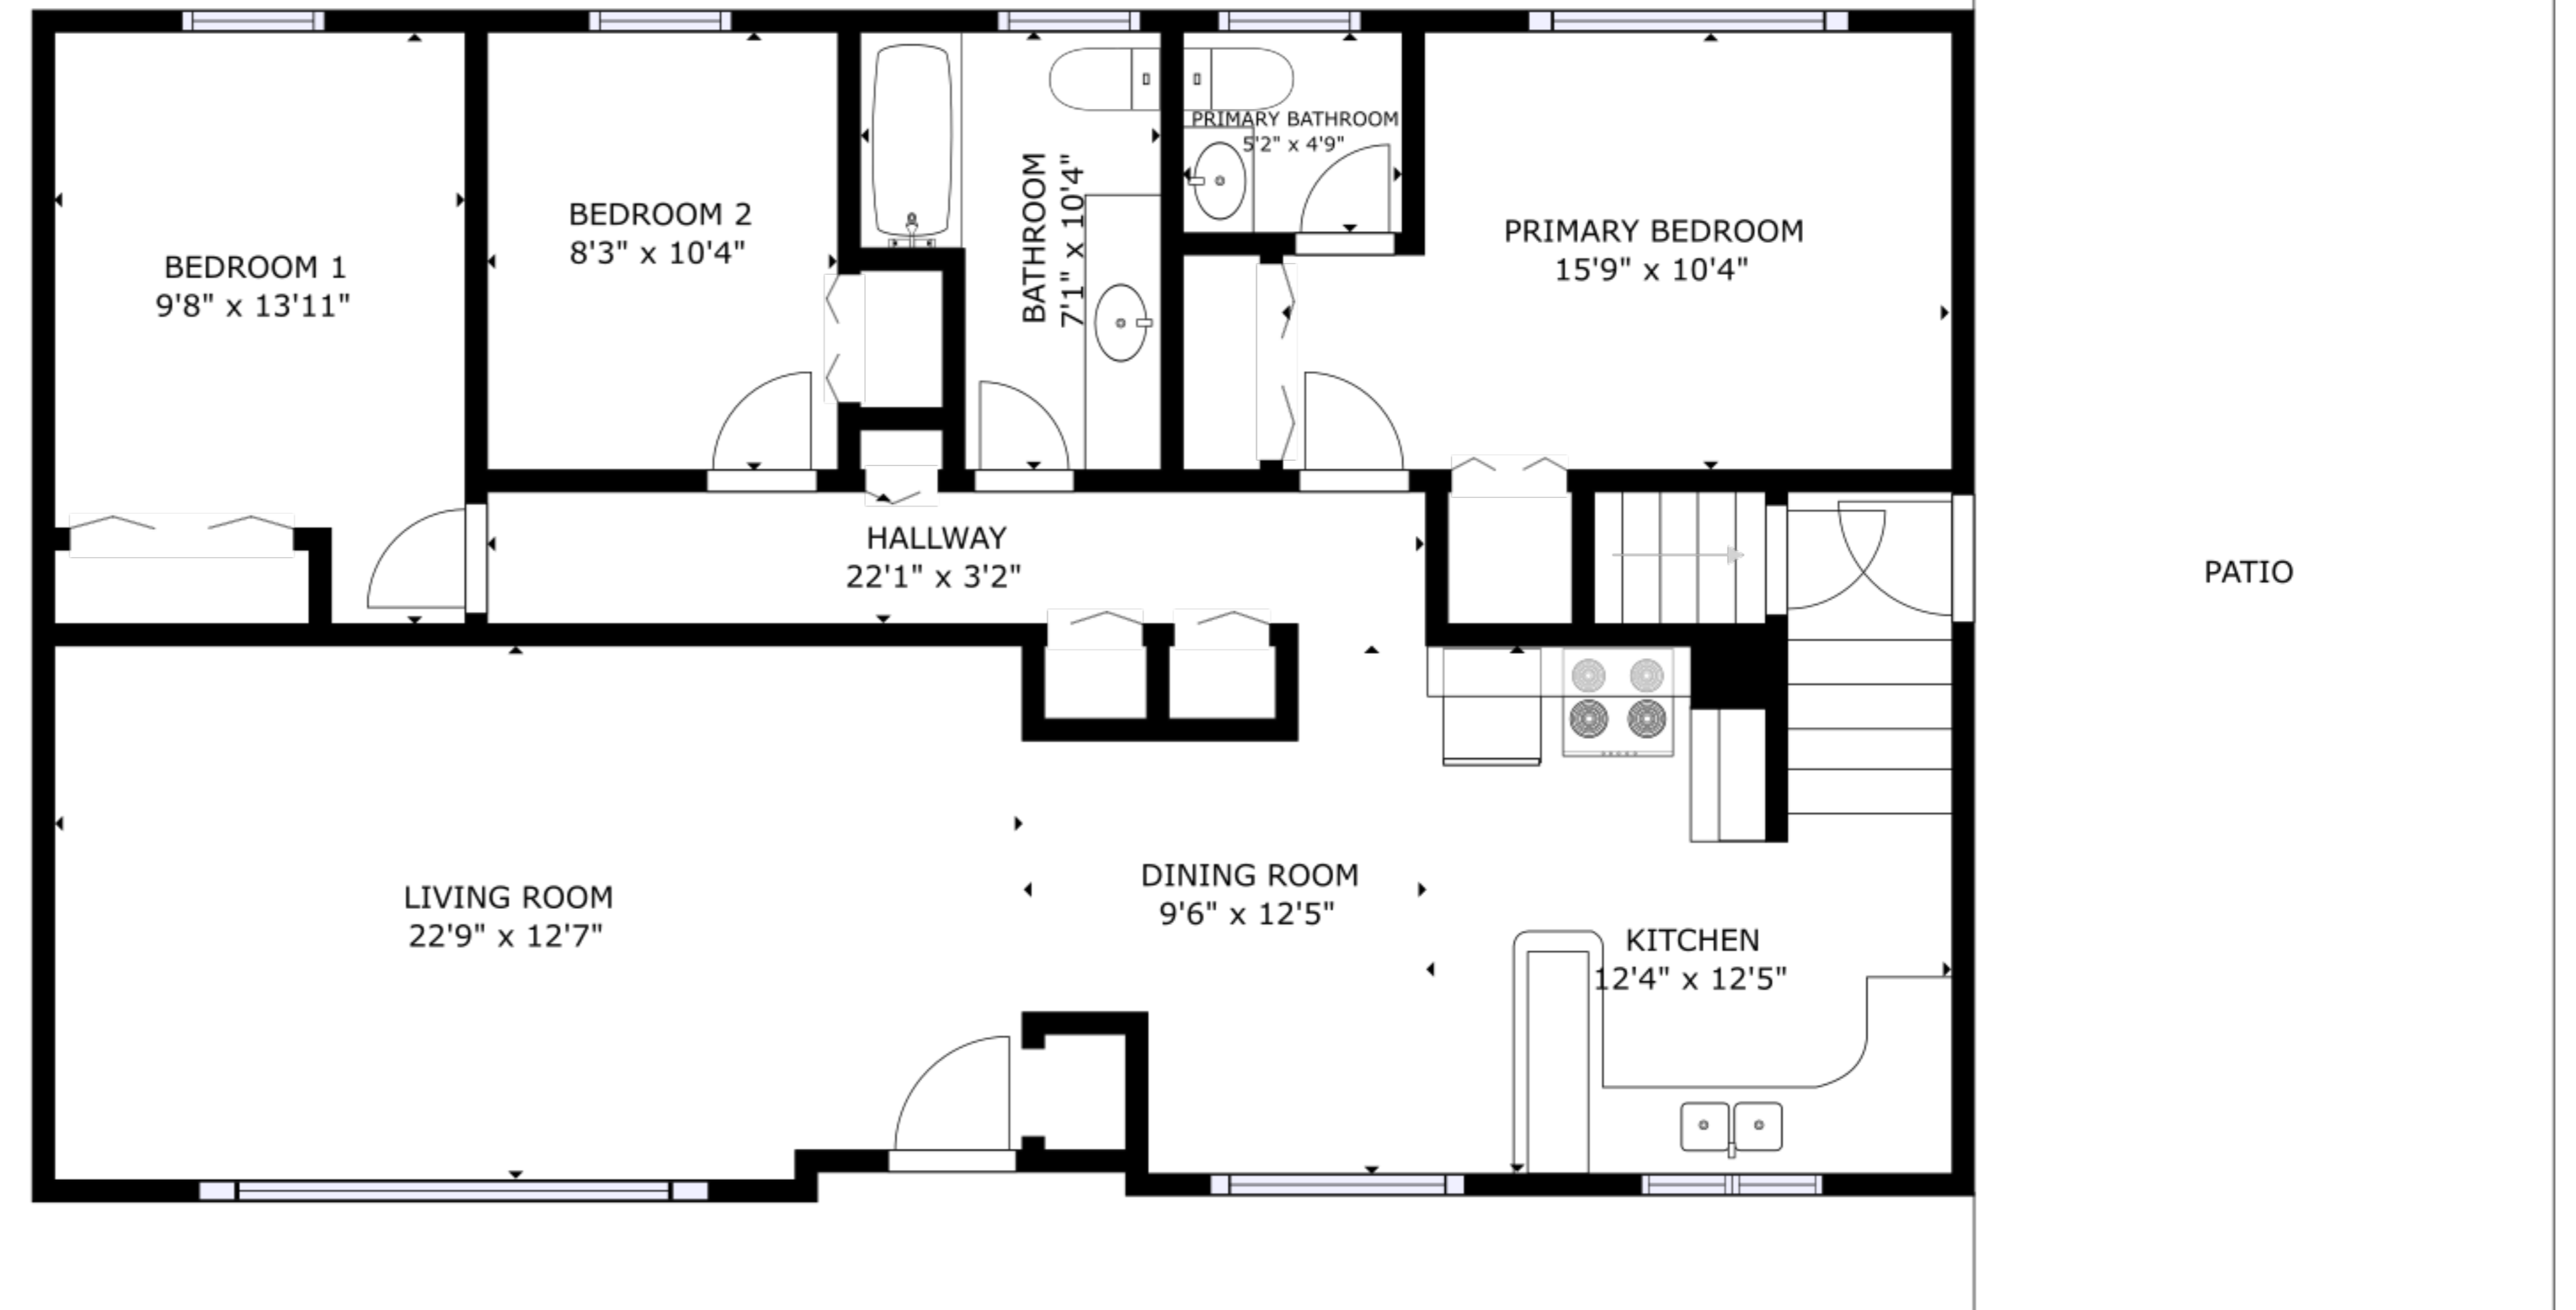 PRIMARY BATHROOM
5'2" x 4'9"
BEDROOM 2
8'3" x 10'4"
BATHROOM
7'1" x 10'4"
PRIMARY BEDROOM
15'9" x 10'4"
BEDROOM 1
9'8" x 13'11"
HALLWAY
22'1" x 3'2"
PATIO
LIVING ROOM
22'9" x 12'7"
DINING ROOM
9'6" x 12'5"
KITCHEN
12'4" x 12'5"